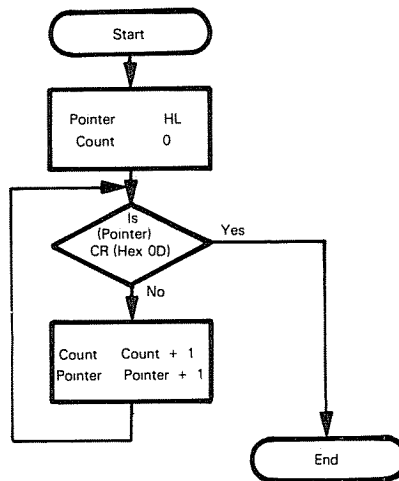 Start
Pointer HL
Count 0
Is
(Pointer)
CR (Hex 0D)
Yes
No
Count Count + 1
Pointer Pointer + 1
End